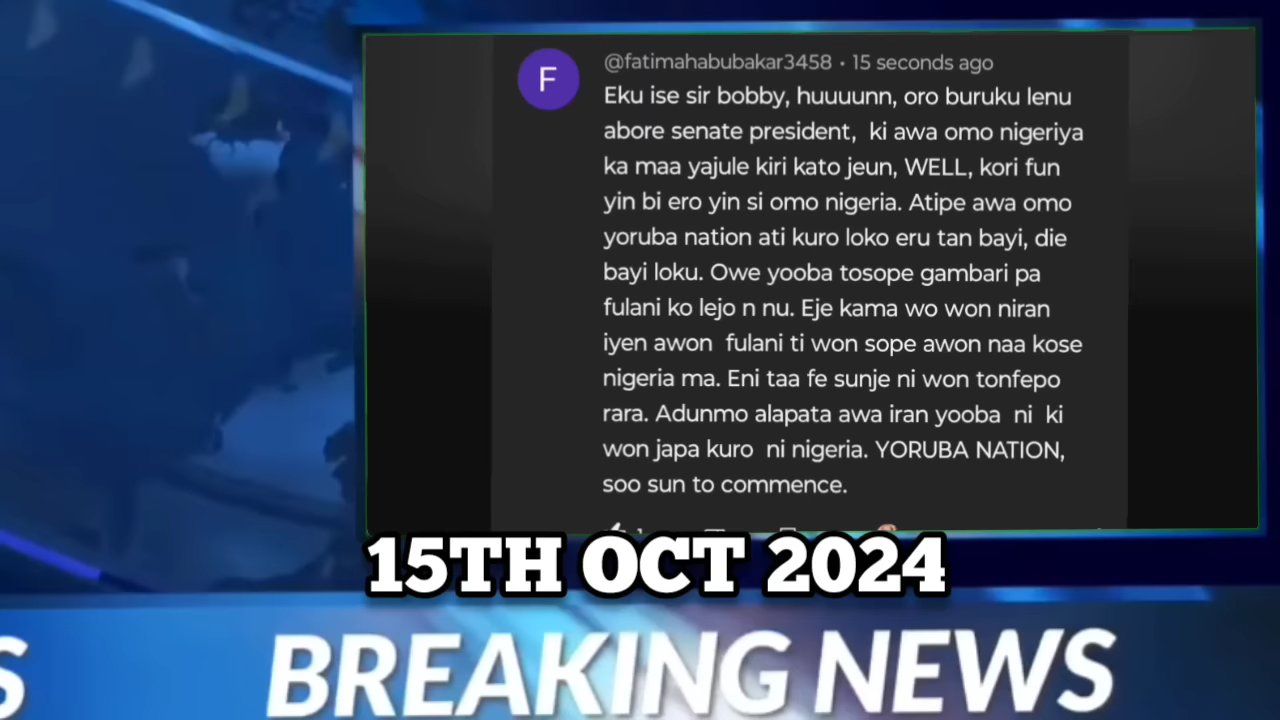 F
@fatimahabubakar3458 • 15 seconds ago
Eku ise sir bobby, huuuunn, oro buruku lenu
abore senate president, ki awa omo nigeriya
ka maa yajule kiri kato jeun, WELL, kori fun
yin bi ero yin si omo nigeria. Atipe awa omo
yoruba nation ati kuro loko eru tan bayi, die
bayi loku. Owe yooba tosope gambari pa
fulani ko lejo n nu. Eje kama wo won niran
iyen awon fulani ti won sope awon naa kose
nigeria ma. Eni taa fe sunje ni won tonfepo
rara. Adunmo alapata awa iran yooba ni ki
won japa kuro ni nigeria. YORUBA NATION,
soo sun to commence.
15TH OCT 2024
S BREAKING NEWS